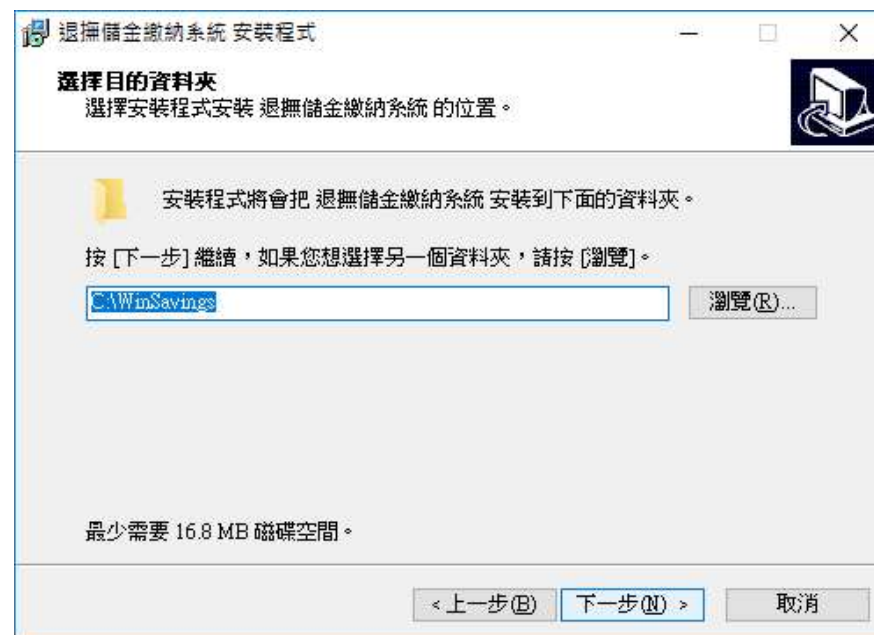 退撫儲金繳納系統 安裝程式
選擇目的資料夾
選擇安裝程式安裝 退撫儲金繳納系統 的位置。
安裝程式將會把 退撫儲金繳納系統 安裝到下面的資料夾。
按 [下一步] 繼續，如果您想選擇另一個資料夾，請按 [瀏覽]。
C:\WinSavings
瀏覽(R)...
最少需要 16.8 MB 磁碟空間。
< 上一步(B) 下一步(N) > 取消